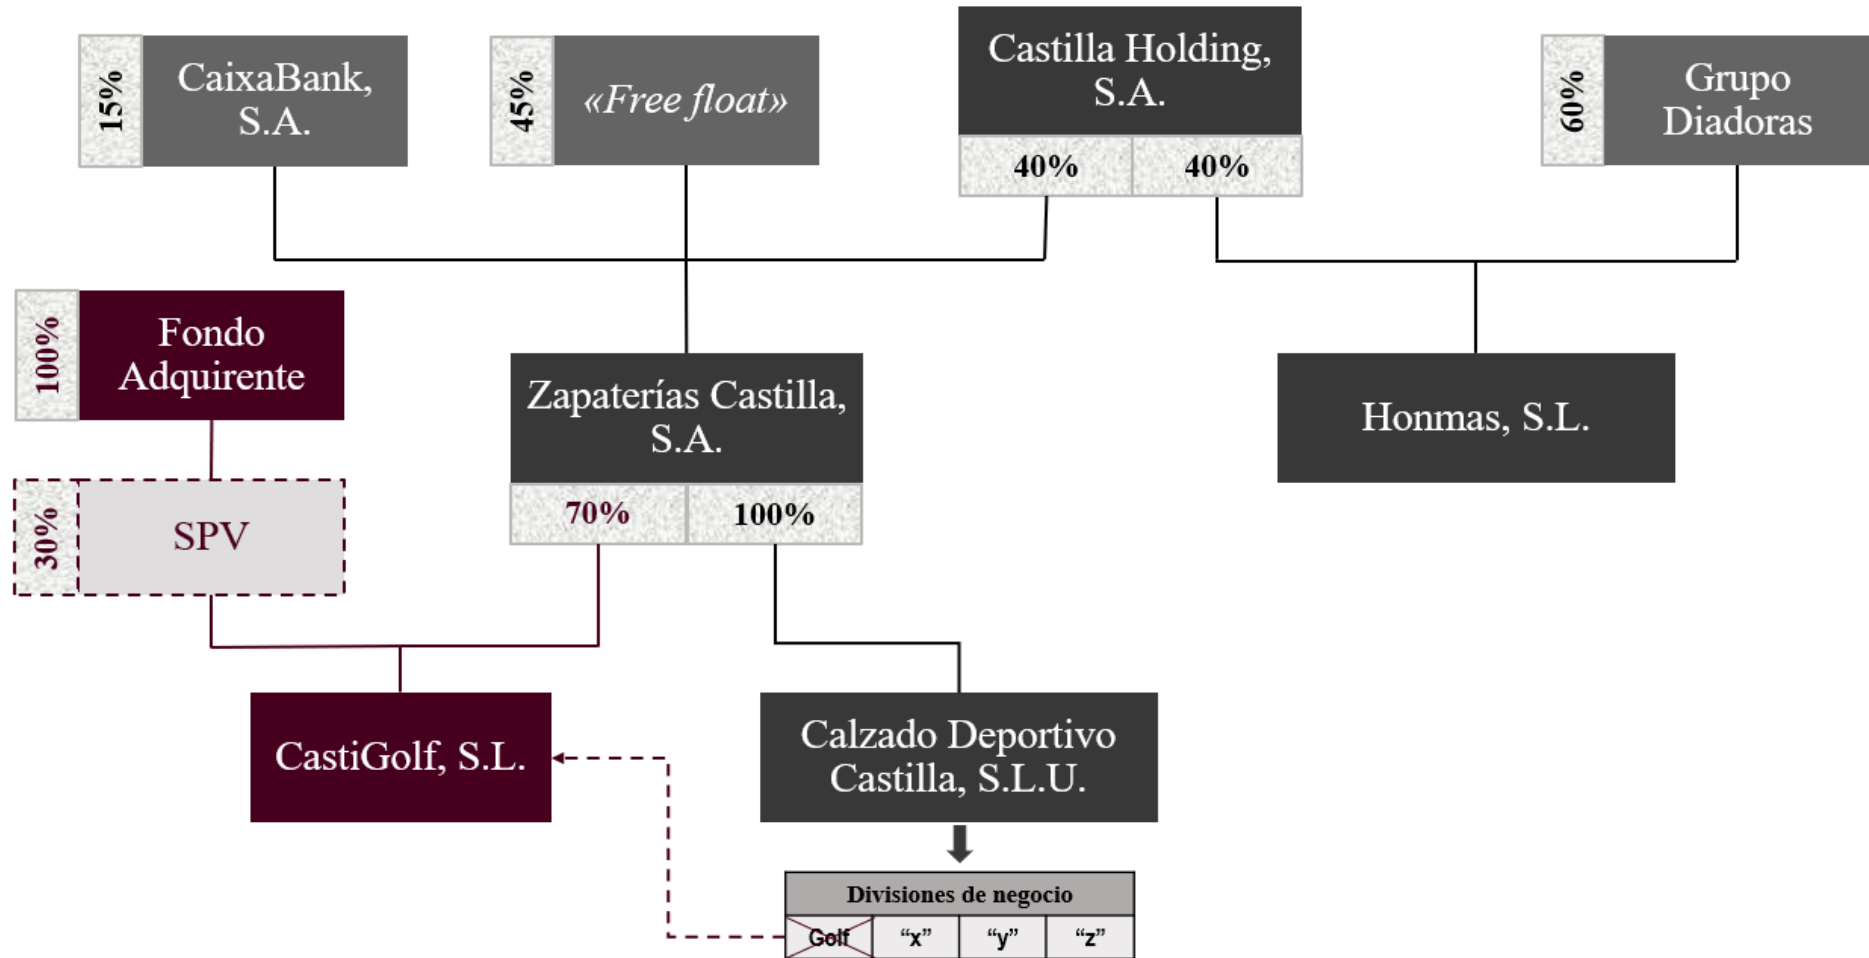 15%
CaixaBank,
S.A.
45%
«Free float»
Castilla Holding,
S.A.
40%
40%
60%
Grupo
Diadoras
100%
Fondo
Adquirente
Zapaterías Castilla,
S.A.
70%
100%
Honmas, S.L.
30%
SPV
CastiGolf, S.L.
Calzado Deportivo
Castilla, S.L.U.
Divisiones de negocio
Golf
“x”
“y”
“z”